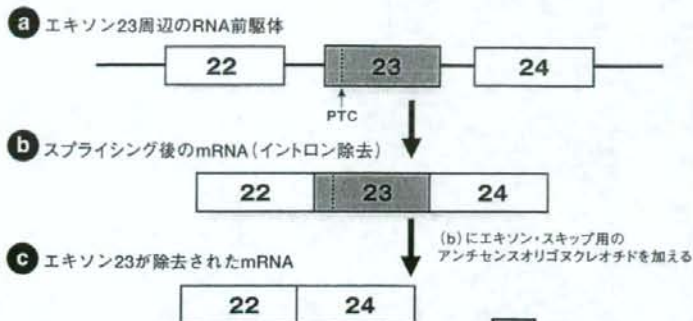 a エキソン23周辺のRNA前駆体
22 23 24
PTC
b スプライシング後のmRNA(イントロン除去)
22 23 24
(b)にエキソン・スキップ用の
アンチセンスオリゴヌクレオチドを加える
c エキソン23が除去されたmRNA
22 24